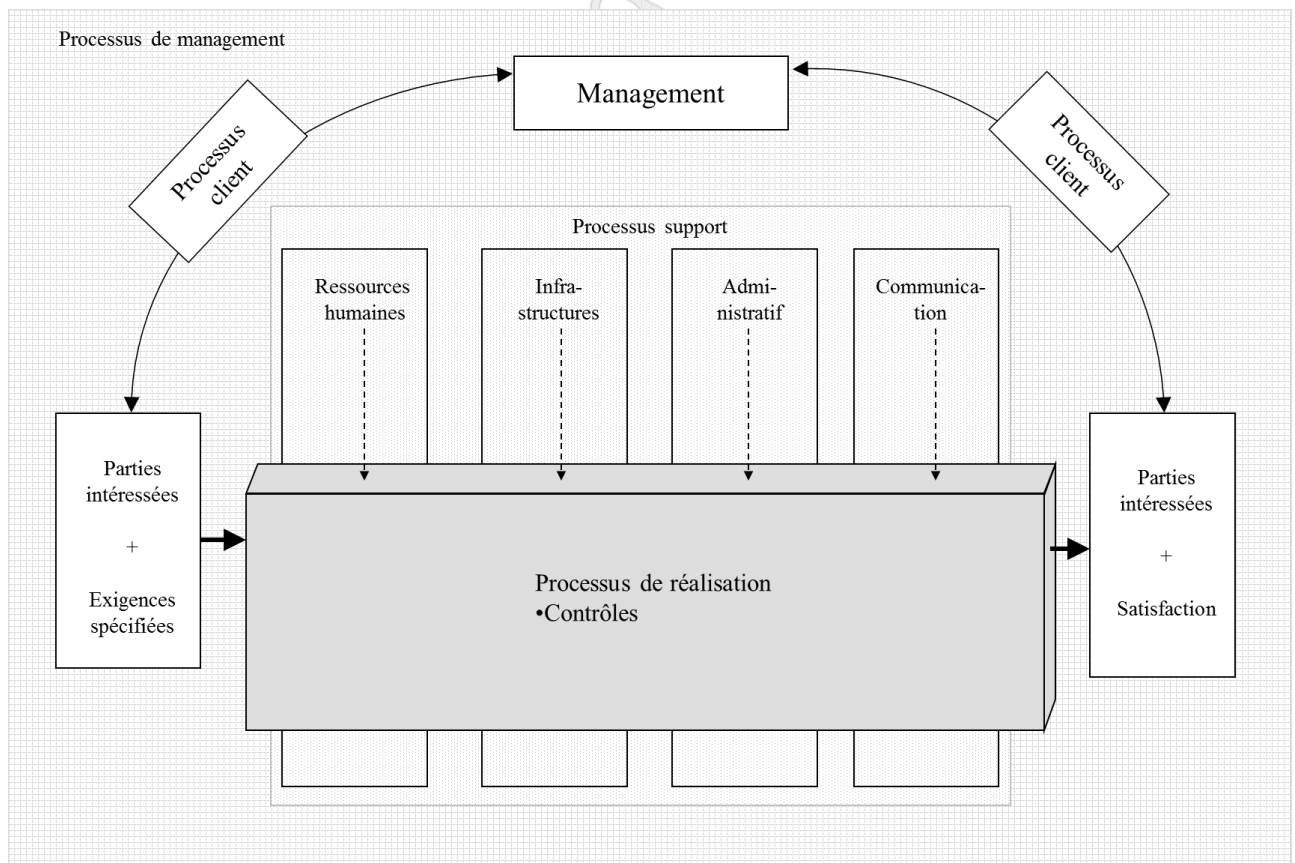 Processus de management
Management
Processus
client
Processus
client
Processus support
Ressources
humaines
Infra-
structures
Admi-
nistratif
Communica-
tion
Parties
intéressées
+
Exigences
spécifiées
Processus de réalisation
•Contrôles
Parties
intéressées
+
Satisfaction